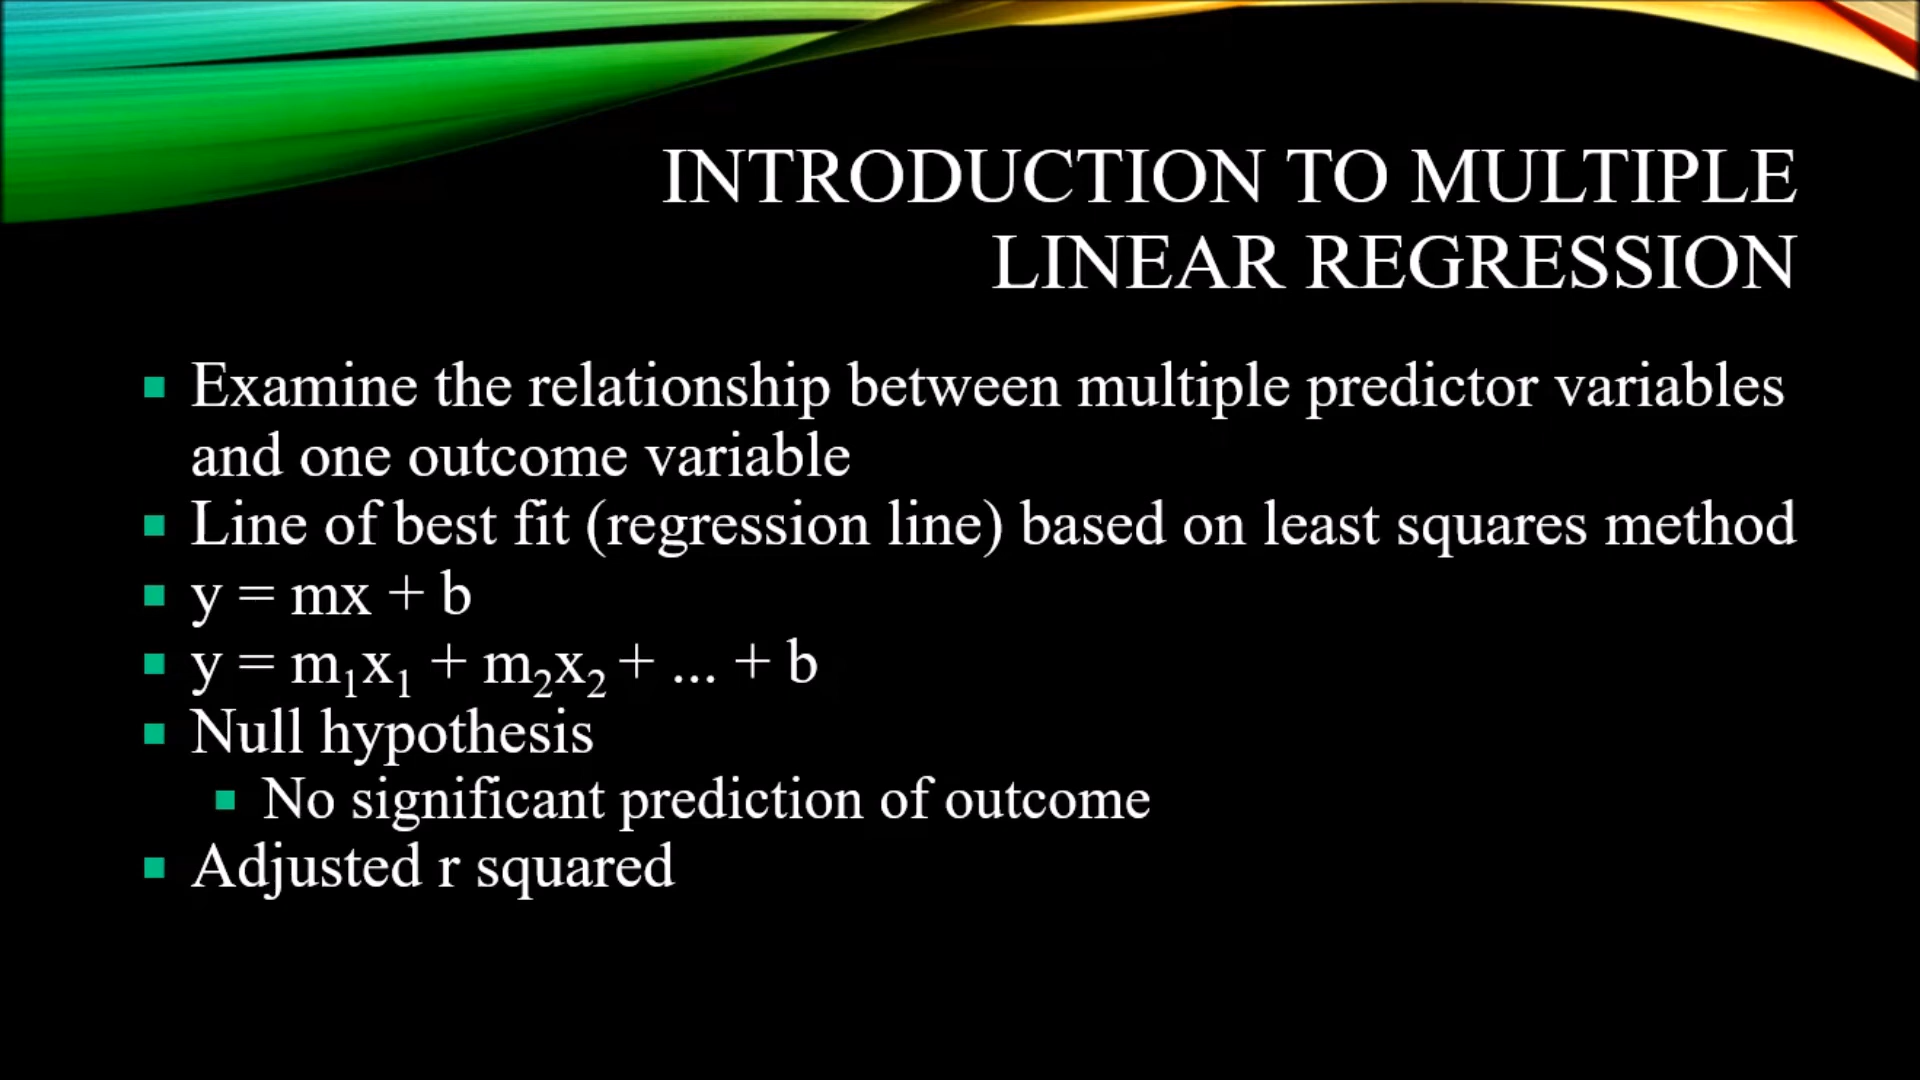 INTRODUCTION TO MULTIPLE
LINEAR REGRESSION
▪ Examine the relationship between multiple predictor variables
and one outcome variable
▪ Line of best fit (regression line) based on least squares method
▪ y = mx + b
▪ y = m₁x₁ + m₂x₂ + ... + b
▪ Null hypothesis
▪ No significant prediction of outcome
▪ Adjusted r squared